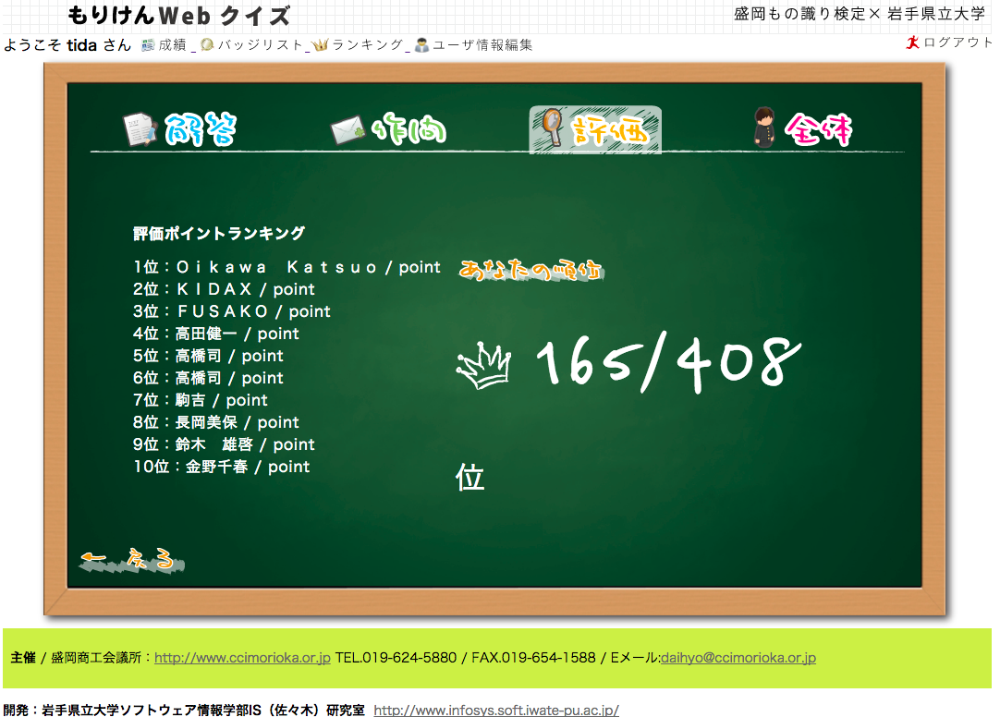 もりけんWeb クイズ
盛岡もの識り検定× 岩手県立大学
ようこそ tida さん 成績_ バッジリスト_ ランキング_ ユーザ情報編集
ログアウト
解答 作問 評価 全体
評価ポイントランキング
1位：Ｏｉｋａｗａ　Ｋａｔｓｕｏ / point
あなたの順位
2位：ＫＩＤＡＸ / point
3位：ＦＵＳＡＫＯ / point
4位：高田健一 / point
5位：高橋司 / point
6位：高橋司 / point
7位：駒吉 / point
8位：長岡美保 / point
9位：鈴木　雄啓 / point
10位：金野千春 / point
165/408
位
← 戻る
主催 / 盛岡商工会議所：http://www.ccimorioka.or.jp TEL.019-624-5880 / FAX.019-654-1588 / Eメール:daihyo@ccimorioka.or.jp
開発：岩手県立大学ソフトウェア情報学部IS（佐々木）研究室 http://www.infosys.soft.iwate-pu.ac.jp/